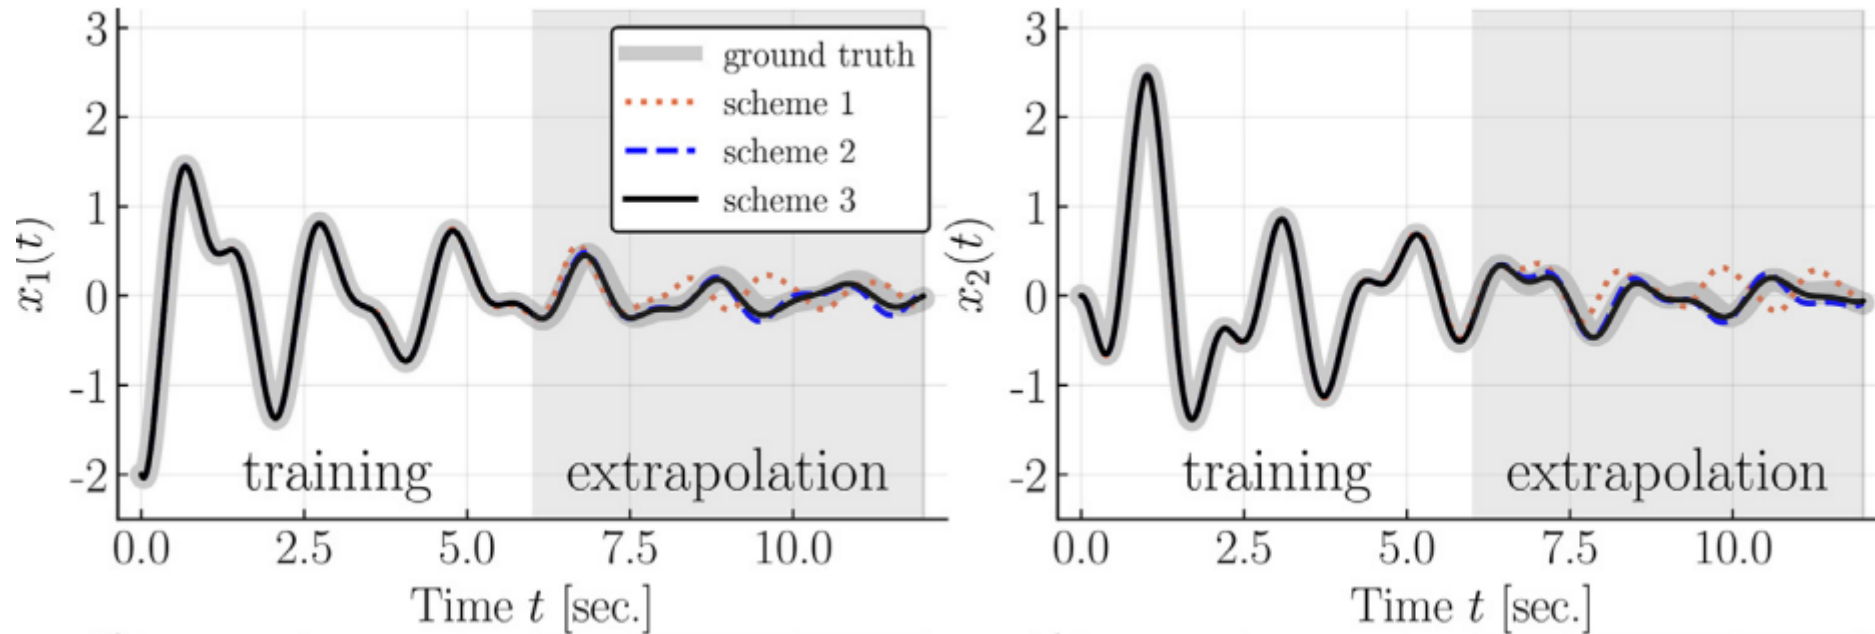 3
2
1
0
-1
-2
x₁(t)
ground truth
scheme 1
scheme 2
scheme 3
training
extrapolation
0.0 2.5 5.0 7.5 10.0
Time t [sec.]
3
2
1
0
-1
-2
x₂(t)
training
extrapolation
0.0 2.5 5.0 7.5 10.0
Time t [sec.]